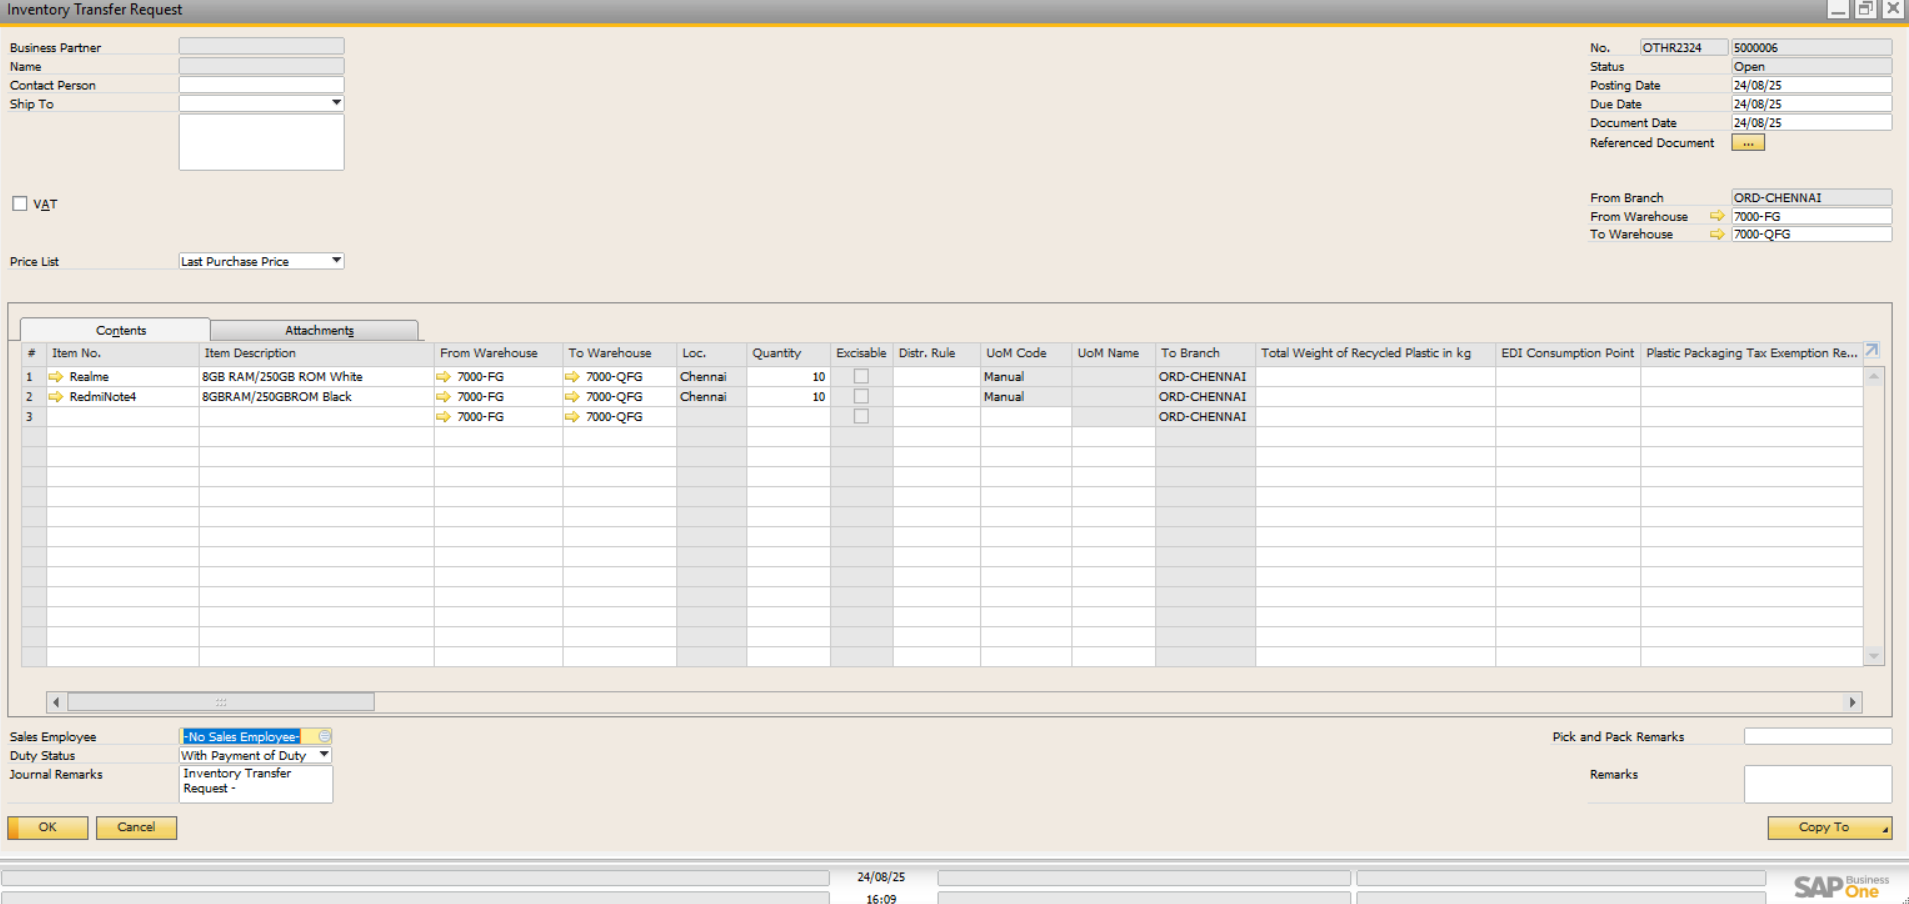 Inventory Transfer Request
Business Partner
Name
Contact Person
Ship To
VAT
Price List Last Purchase Price
No. OTHR2324 5000006
Status Open
Posting Date 24/08/25
Due Date 24/08/25
Document Date 24/08/25
Referenced Document ...
From Branch ORD-CHENNAI
From Warehouse 7000-FG
To Warehouse 7000-QFG
Contents Attachments
# Item No. Item Description From Warehouse To Warehouse Loc. Quantity Excisable Distr. Rule UoM Code UoM Name To Branch Total Weight of Recycled Plastic in kg EDI Consumption Point Plastic Packaging Tax Exemption Re...
1 Realme 8GB RAM/250GB ROM White 7000-FG 7000-QFG Chennai 10 Manual ORD-CHENNAI
2 RedmiNote4 8GBRAM/250GBROM Black 7000-FG 7000-QFG Chennai 10 Manual ORD-CHENNAI
3 7000-FG 7000-QFG ORD-CHENNAI
Sales Employee -No Sales Employee-
Duty Status With Payment of Duty
Journal Remarks Inventory Transfer
Request -
Pick and Pack Remarks
Remarks
OK Cancel Copy To
24/08/25
16:09
SAP Business
One